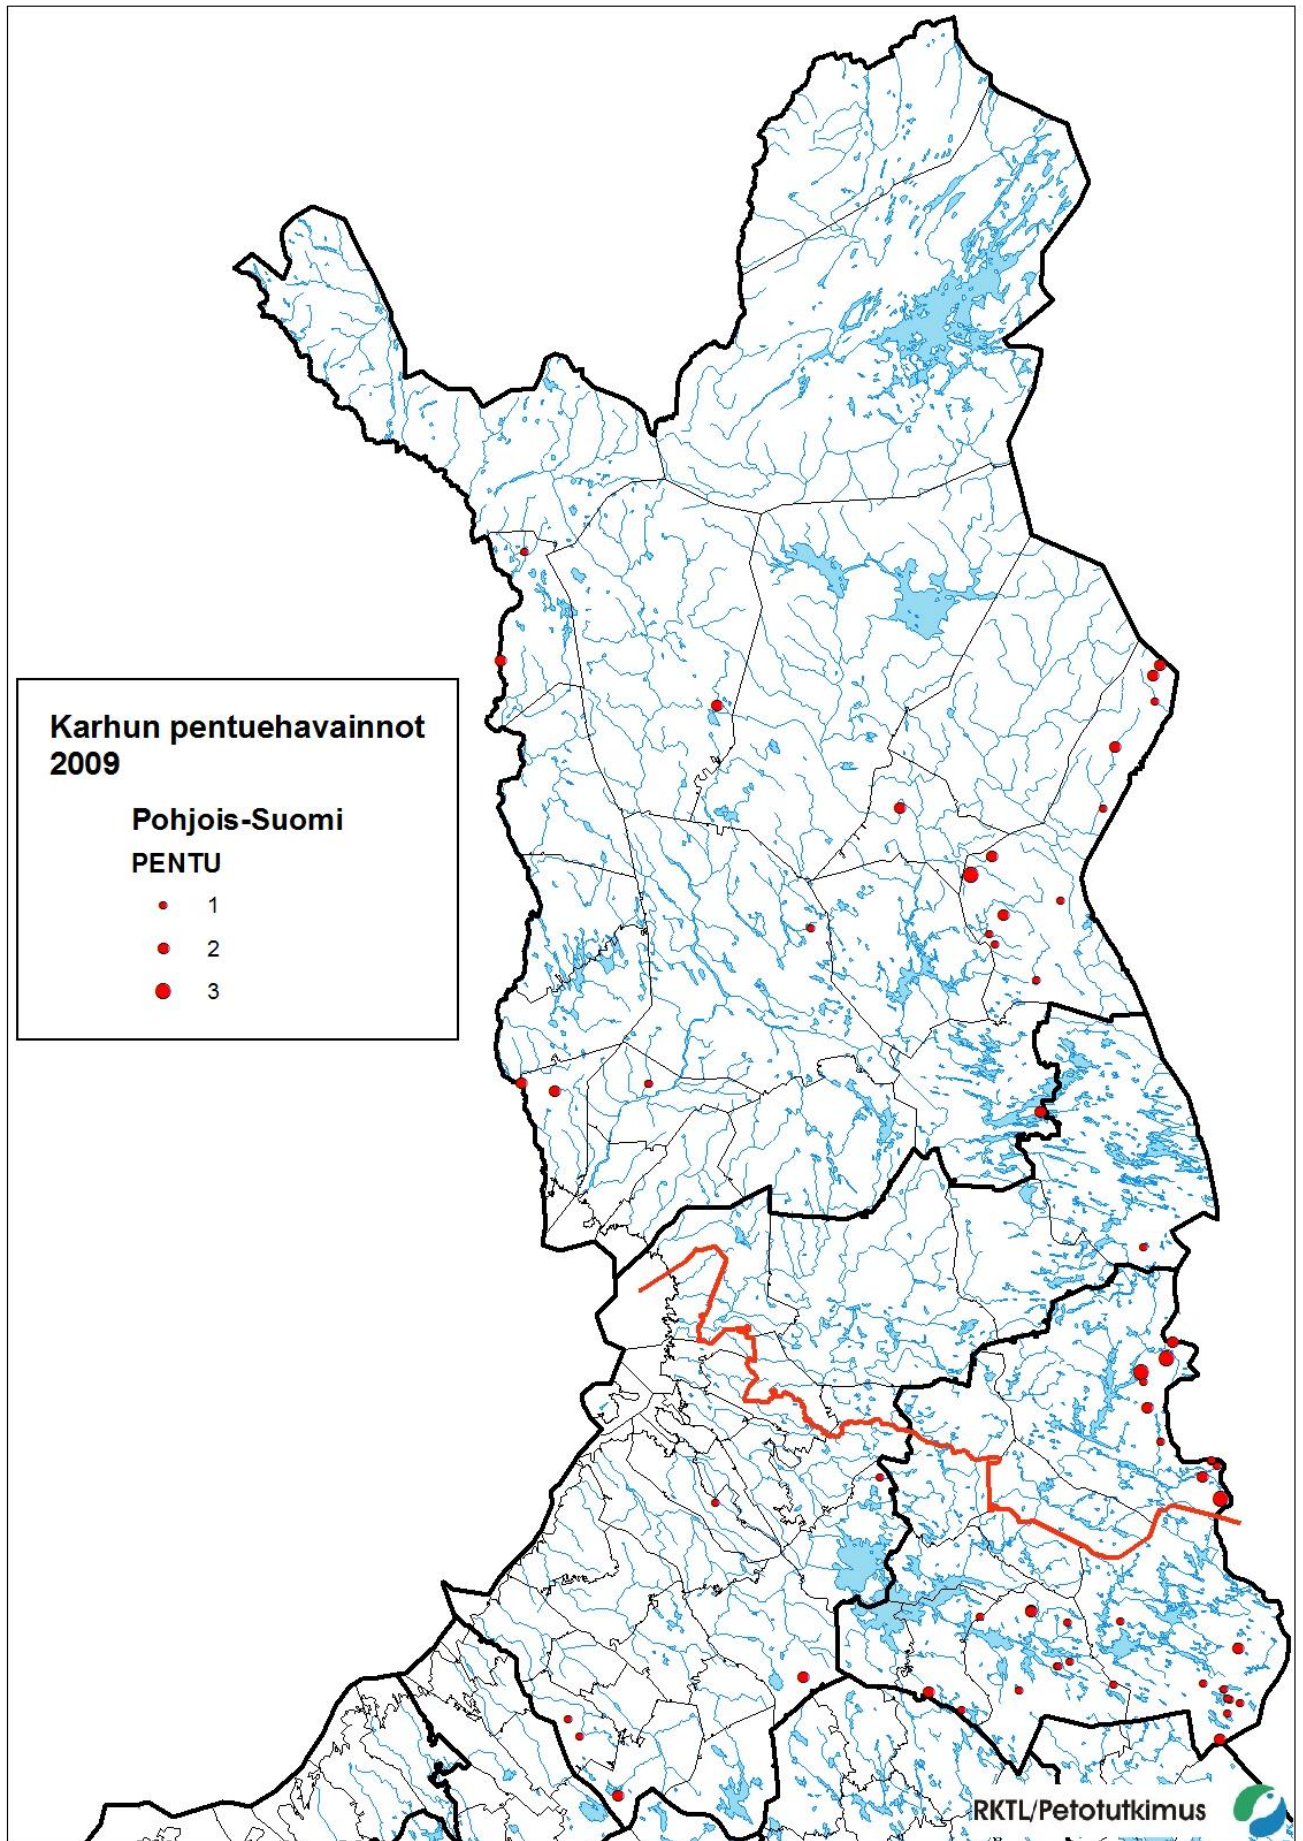 Karhun pentuehavainnot
2009
Pohjois-Suomi
PENTU
1
2
3
RKTL/Petotutkimus